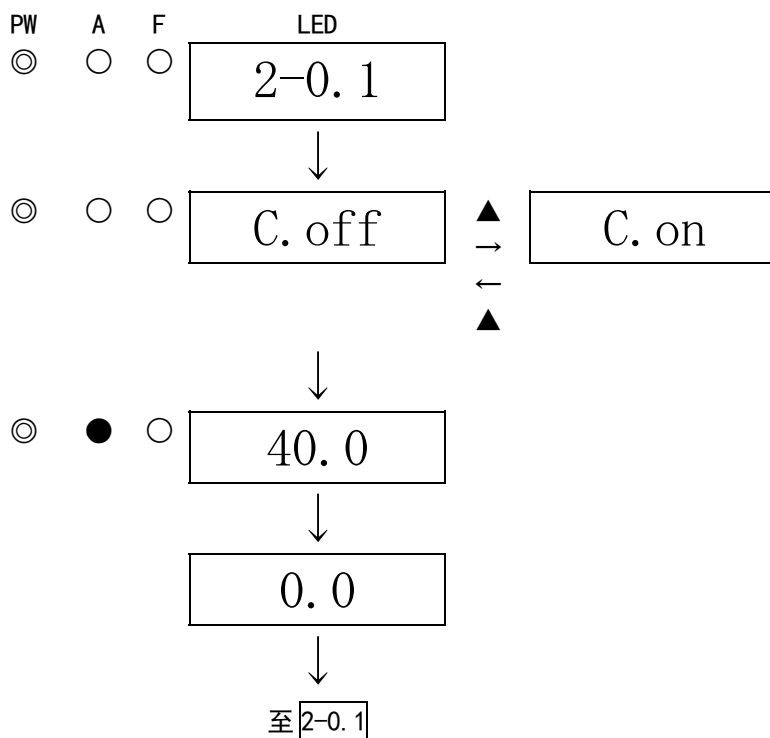 PW A F LED
◎ ○ ○ 2-0.1
↓
◎ ○ ○ C.off ▲ → ← ▲ C.on
↓
◎ ● ○ 40.0
↓
0.0
↓
至 2-0.1